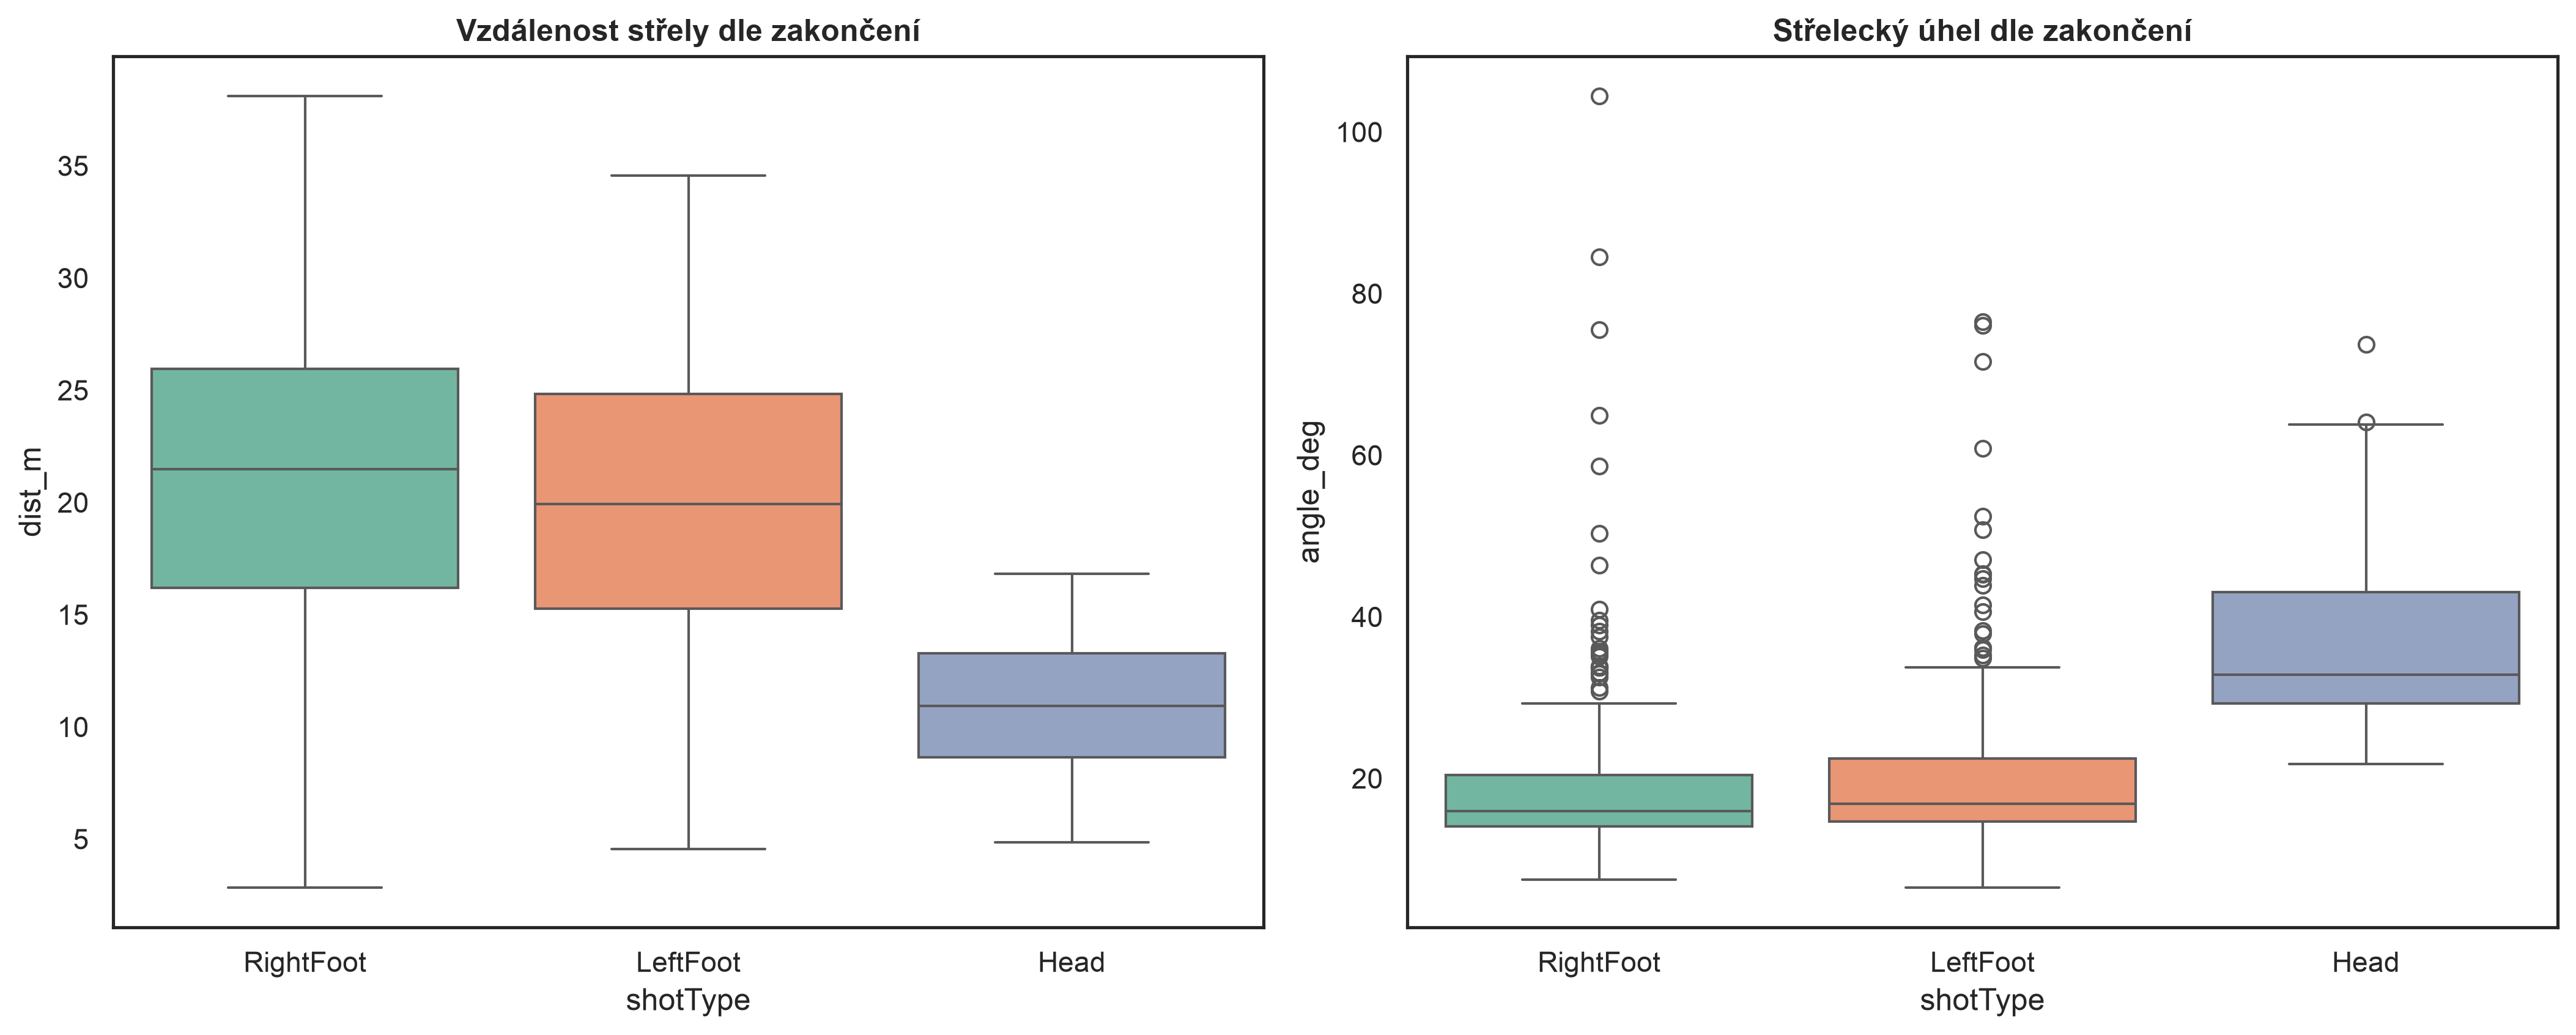 Vzdálenost střely dle zakončení
dist_m
35
30
25
20
15
10
5
RightFoot LeftFoot Head
shotType
Střelecký úhel dle zakončení
angle_deg
100
80
60
40
20
RightFoot LeftFoot Head
shotType